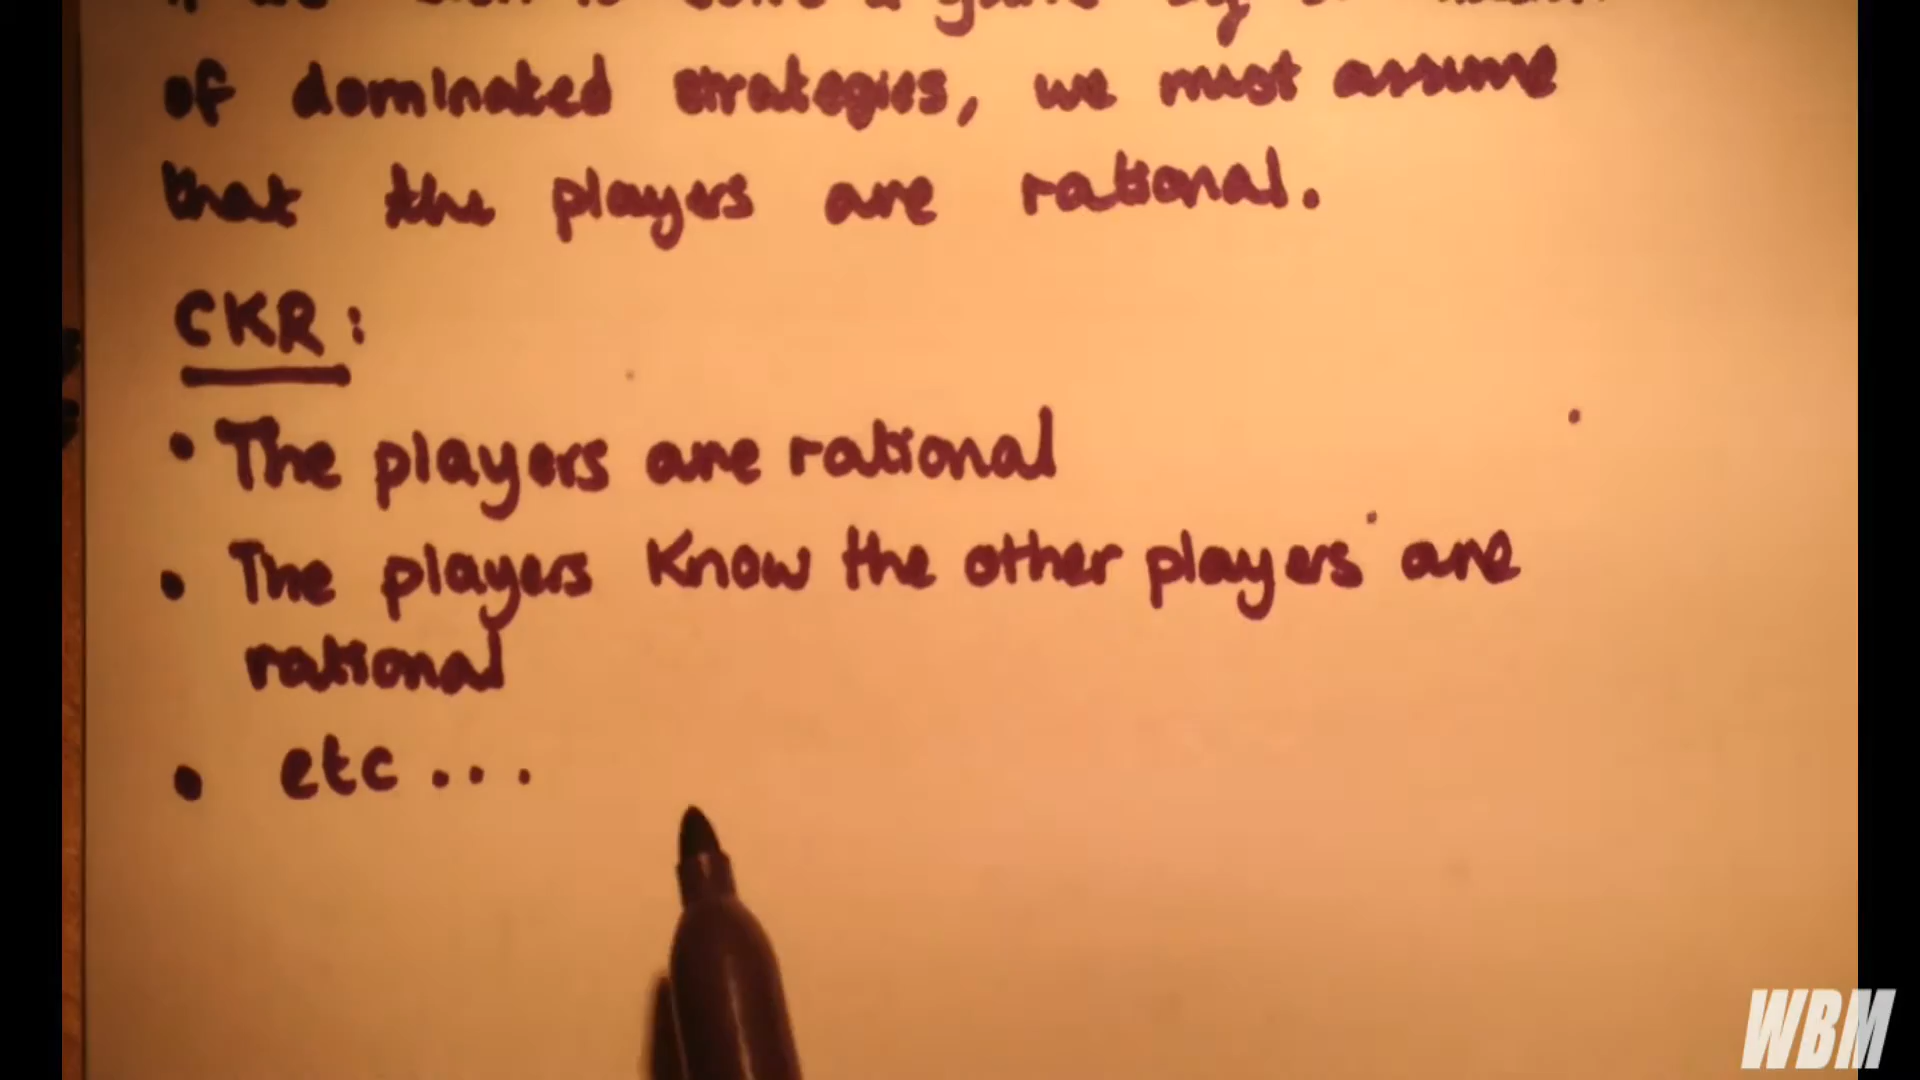 of dominated strategies, we must assume
that the players are rational.
CKR:
• The players are rational
• The players know the other players are
rational
• etc...
WBM